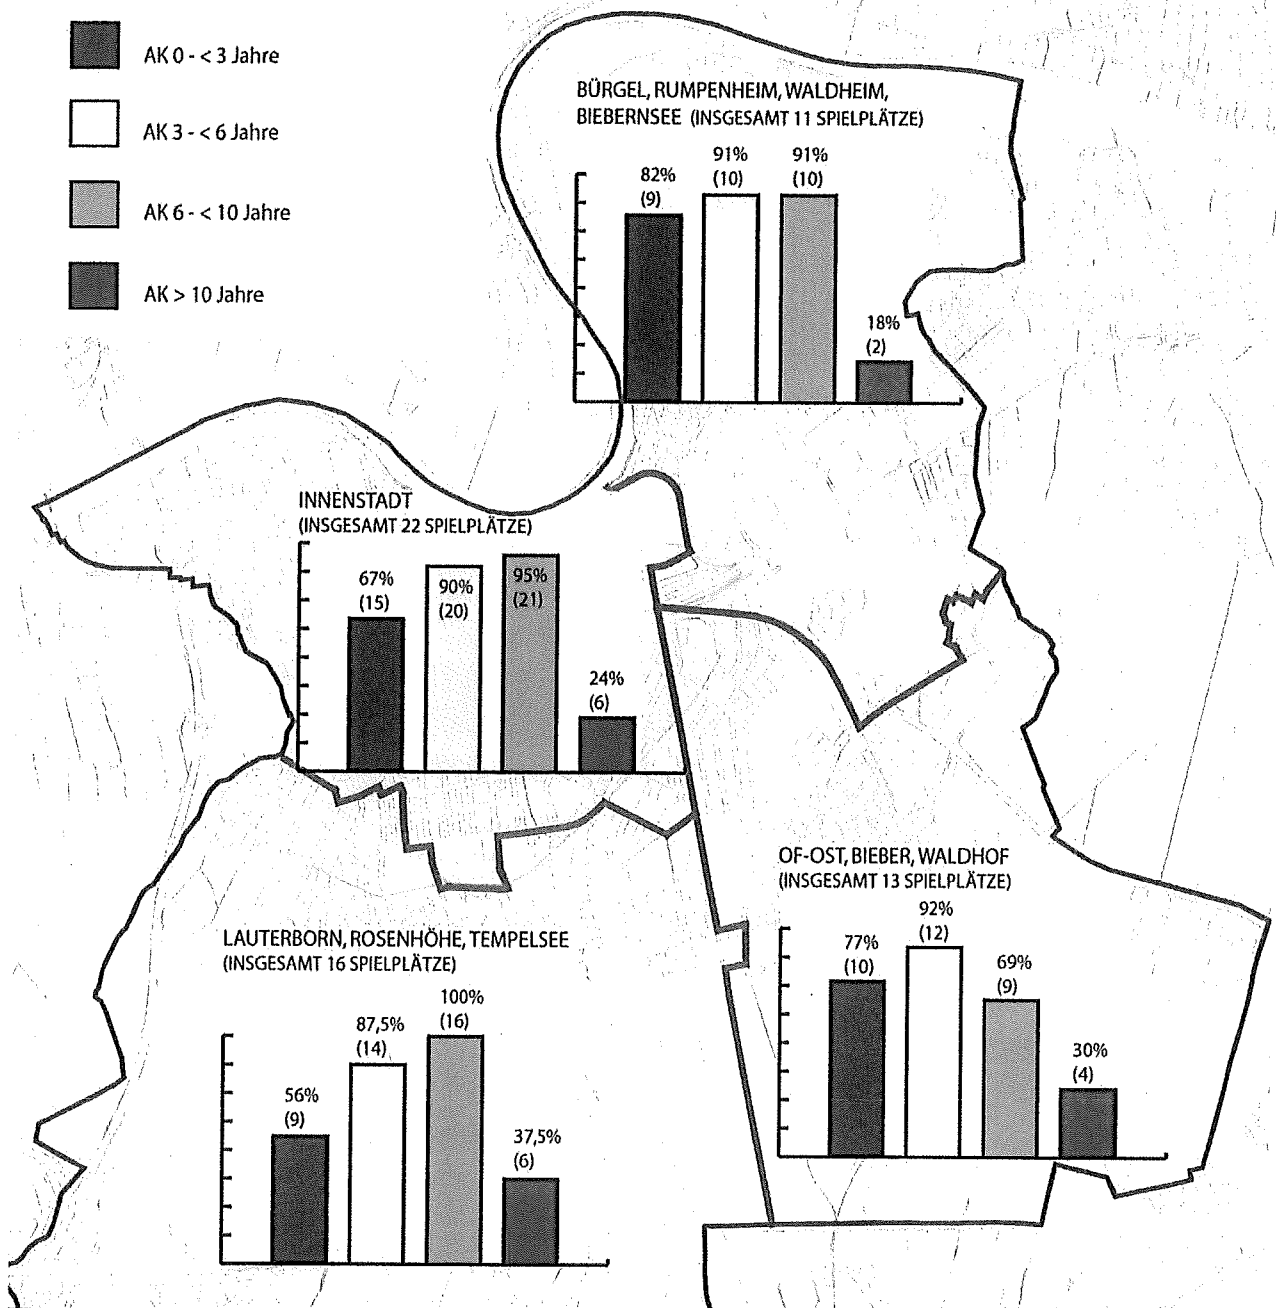 AK 0 - < 3 Jahre
AK 3 - < 6 Jahre
AK 6 - < 10 Jahre
AK > 10 Jahre
BÜRGEL, RUMPENHEIM, WALDHEIM,
BIEBERNSEE (INSGESAMT 11 SPIELPLÄTZE)
82%
(9)
91%
(10)
91%
(10)
18%
(2)
INNENSTADT
(INSGESAMT 22 SPIELPLÄTZE)
67%
(15)
90%
(20)
95%
(21)
24%
(6)
OF-OST, BIEBER, WALDHOF
(INSGESAMT 13 SPIELPLÄTZE)
77%
(10)
92%
(12)
69%
(9)
30%
(4)
LAUTERBORN, ROSENHÖHE, TEMPELSEE
(INSGESAMT 16 SPIELPLÄTZE)
56%
(9)
87,5%
(14)
100%
(16)
37,5%
(6)